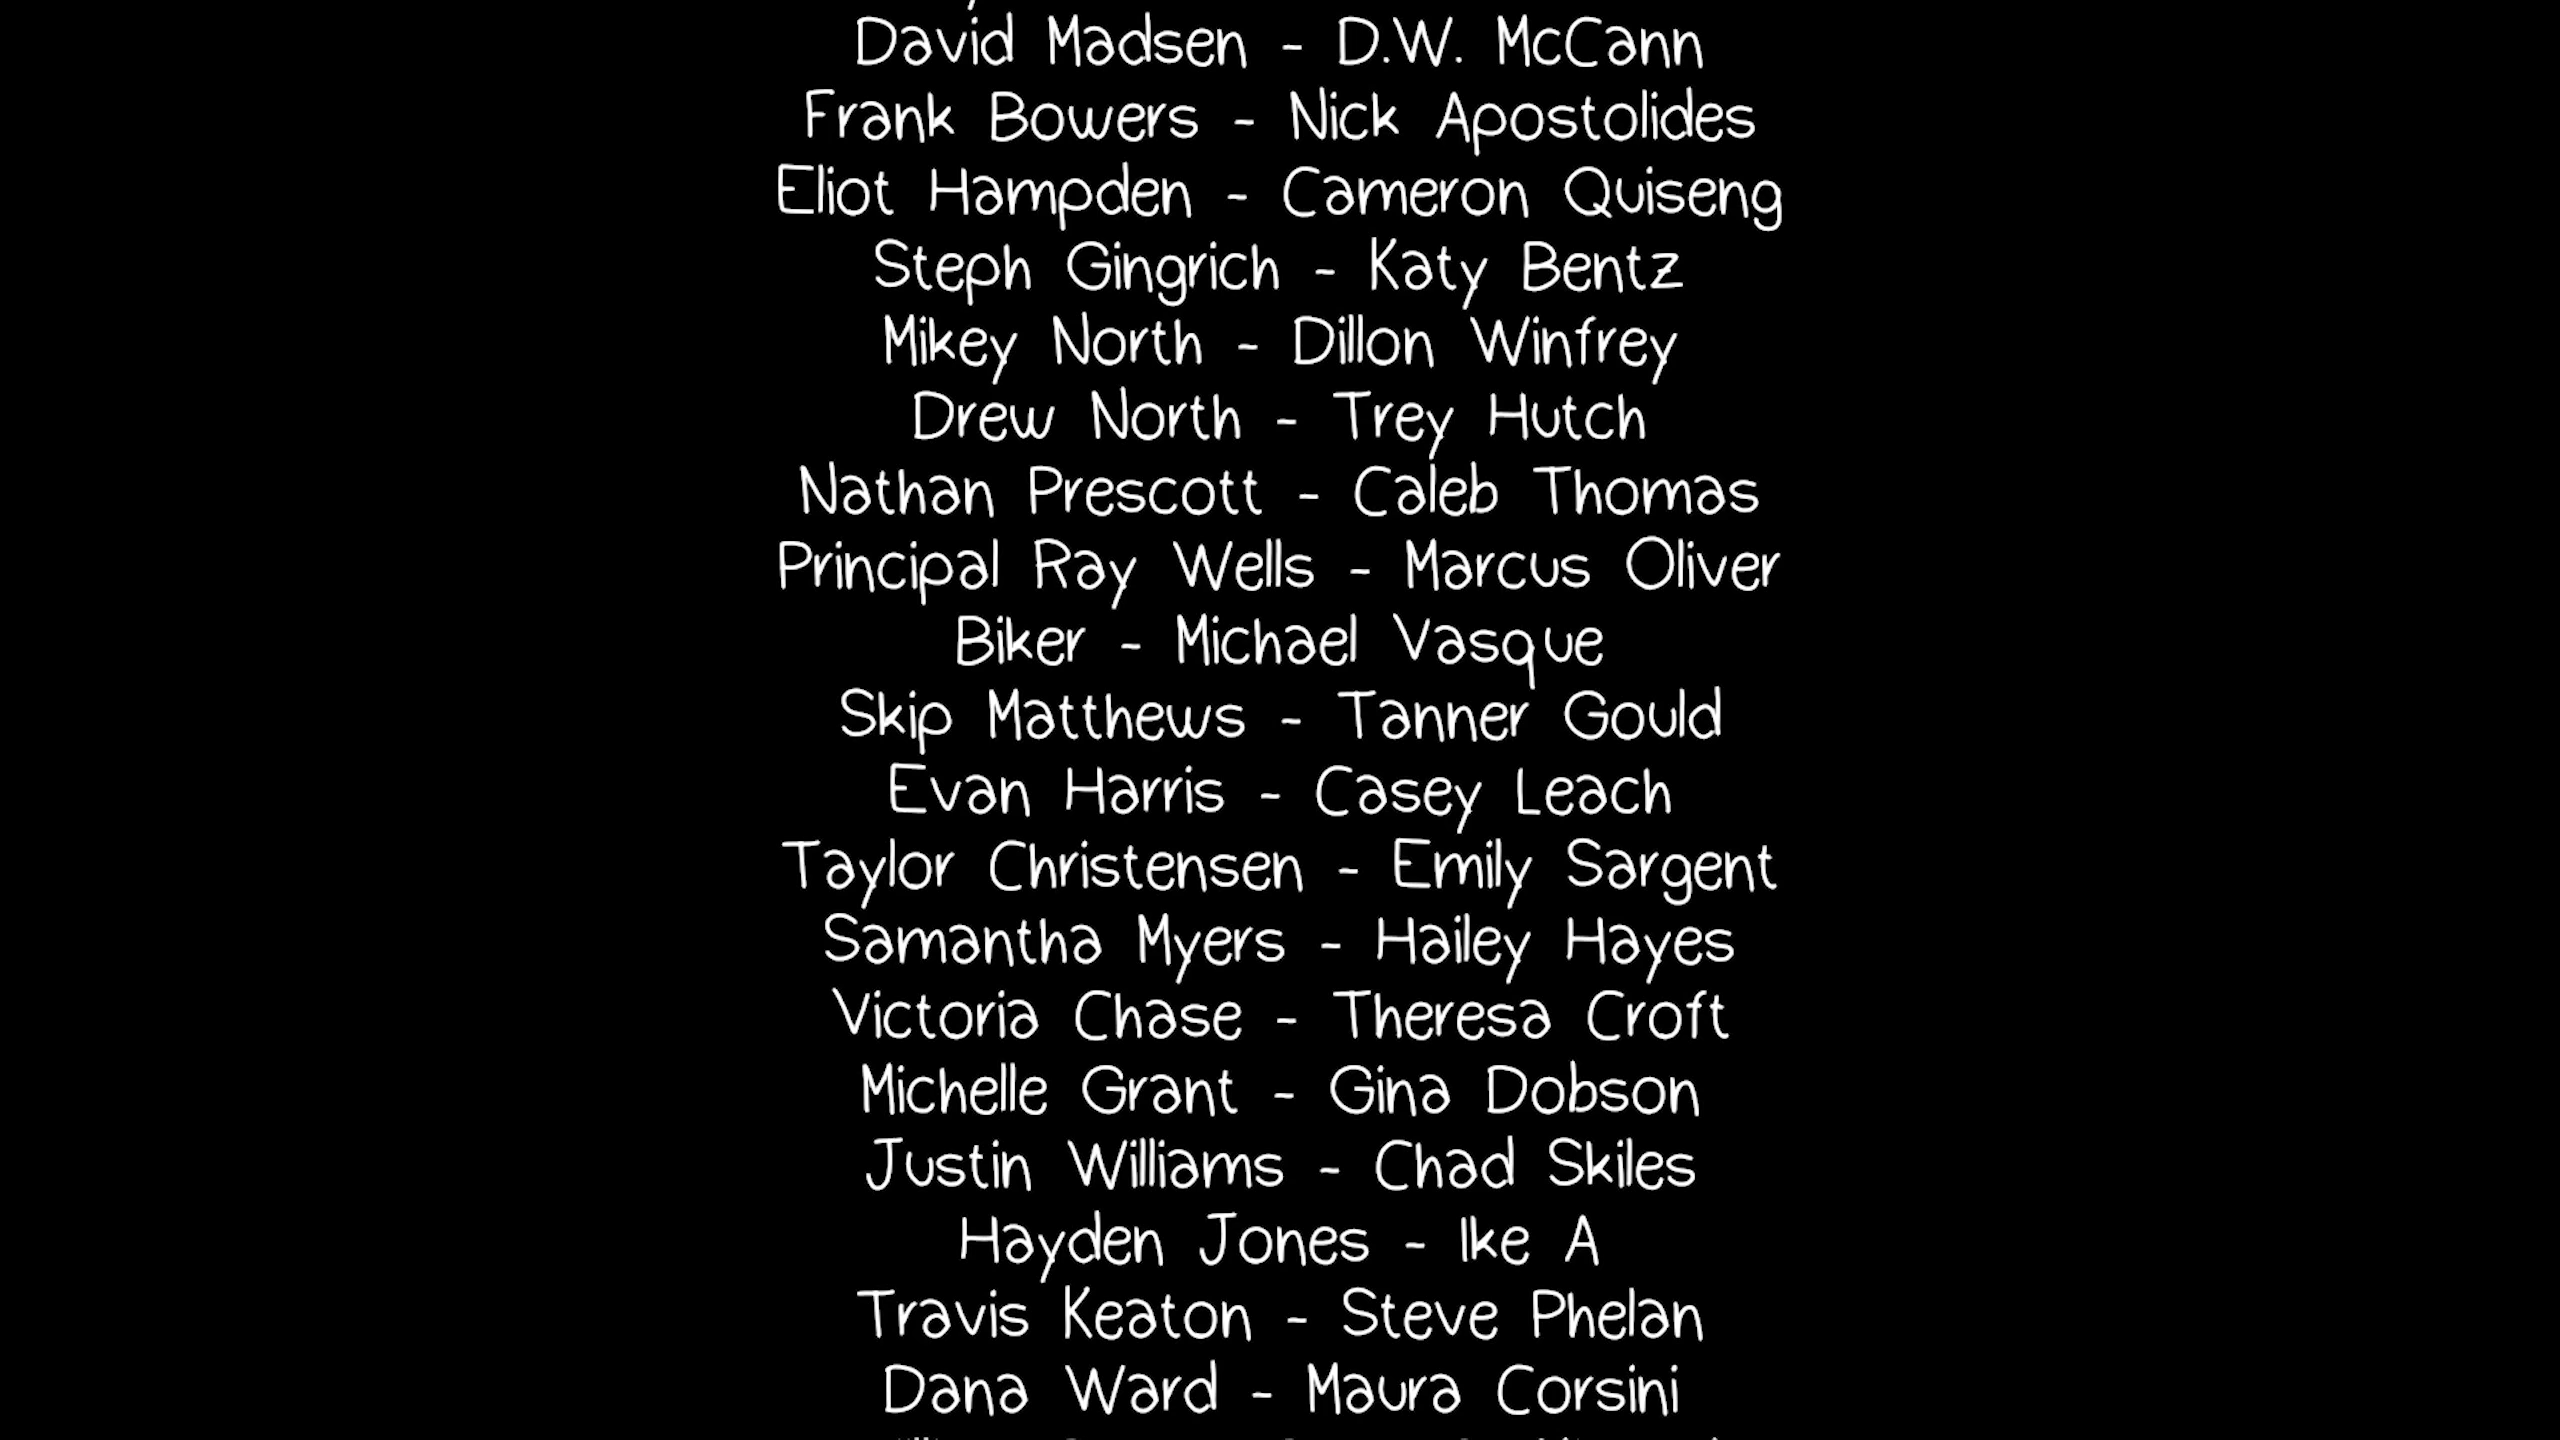 David Madsen - D.W. McCann
Frank Bowers - Nick Apostolides
Eliot Hampden - Cameron Quiseng
Steph Gingrich - Katy Bentz
Mikey North - Dillon Winfrey
Drew North - Trey Hutch
Nathan Prescott - Caleb Thomas
Principal Ray Wells - Marcus Oliver
Biker - Michael Vasque
Skip Matthews - Tanner Gould
Evan Harris - Casey Leach
Taylor Christensen - Emily Sargent
Samantha Myers - Hailey Hayes
Victoria Chase - Theresa Croft
Michelle Grant - Gina Dobson
Justin Williams - Chad Skiles
Hayden Jones - Ike A
Travis Keaton - Steve Phelan
Dana Ward - Maura Corsini